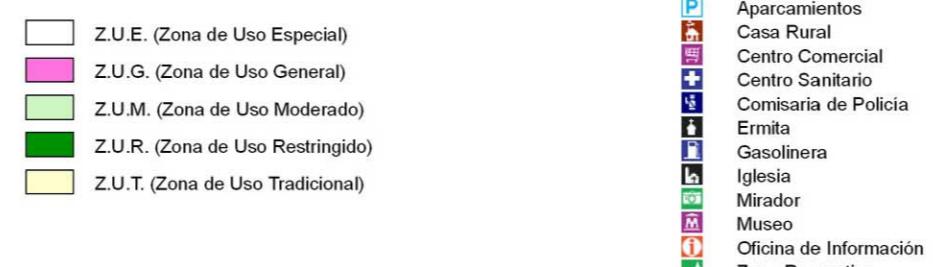 Z.U.E. (Zona de Uso Especial)
Z.U.G. (Zona de Uso General)
Z.U.M. (Zona de Uso Moderado)
Z.U.R. (Zona de Uso Restringido)
Z.U.T. (Zona de Uso Tradicional)
P Aparcamientos
Casa Rural
Centro Comercial
Centro Sanitario
Comisaria de Policía
Ermita
Gasolinera
Iglesia
Mirador
M Museo
i Oficina de Información